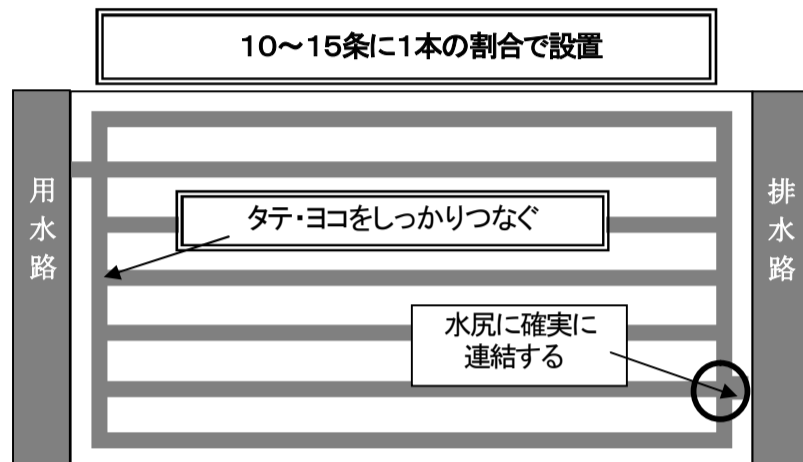 10～15条に1本の割合で設置
用水路
タテ・ヨコをしっかりつなぐ
排水路
水尻に確実に
連結する